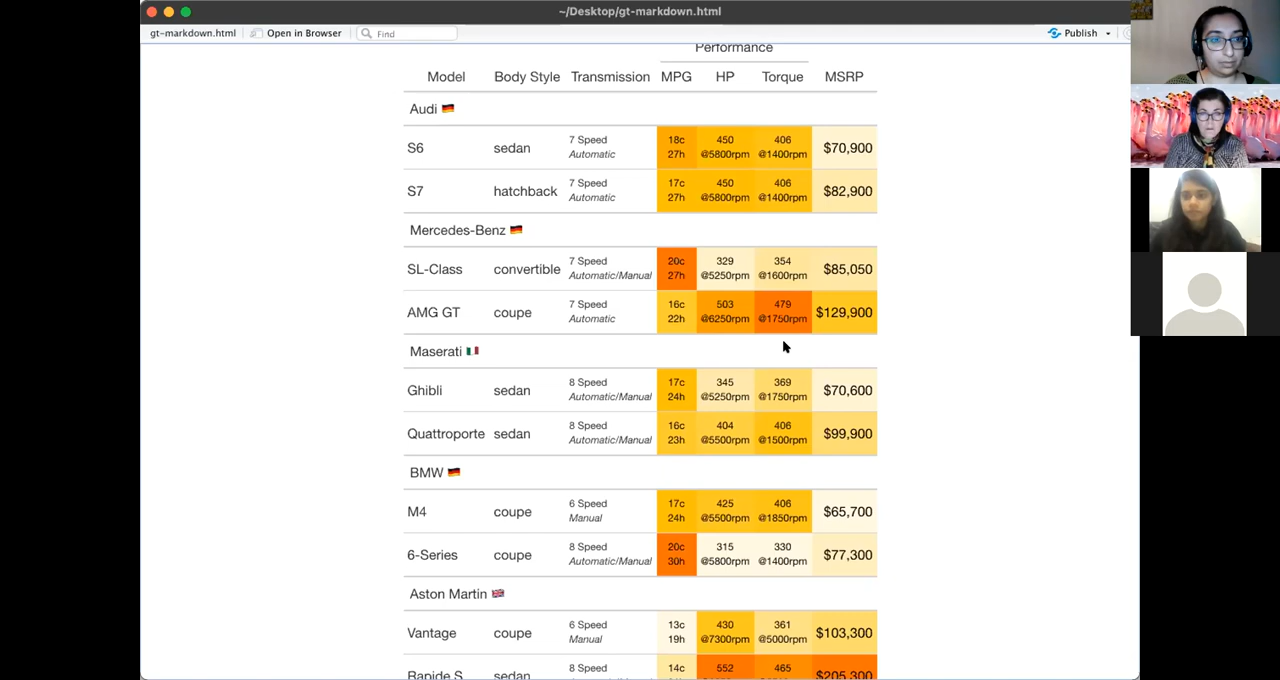 ~/Desktop/gt-markdown.html
gt-markdown.html Open in Browser Find Publish
Performance
Model Body Style Transmission MPG HP Torque MSRP
Audi
S6 sedan 7 Speed Automatic 18c 27h 450 @5800rpm 406 @1400rpm $70,900
S7 hatchback 7 Speed Automatic 17c 27h 450 @5800rpm 406 @1400rpm $82,900
Mercedes-Benz
SL-Class convertible 7 Speed Automatic/Manual 20c 27h 329 @5250rpm 354 @1600rpm $85,050
AMG GT coupe 7 Speed Automatic 16c 22h 503 @6250rpm 479 @1750rpm $129,900
Maserati
Ghibli sedan 8 Speed Automatic/Manual 17c 24h 345 @5250rpm 369 @1750rpm $70,600
Quattroporte sedan 8 Speed Automatic/Manual 16c 23h 404 @5500rpm 406 @1500rpm $99,900
BMW
M4 coupe 6 Speed Manual 17c 24h 425 @5500rpm 406 @1850rpm $65,700
6-Series coupe 8 Speed Automatic/Manual 20c 30h 315 @5800rpm 330 @1400rpm $77,300
Aston Martin
Vantage coupe 6 Speed Manual 13c 19h 430 @7300rpm 361 @5000rpm $103,300
Rapide S sedan 8 Speed 14c 552 465 $205,300